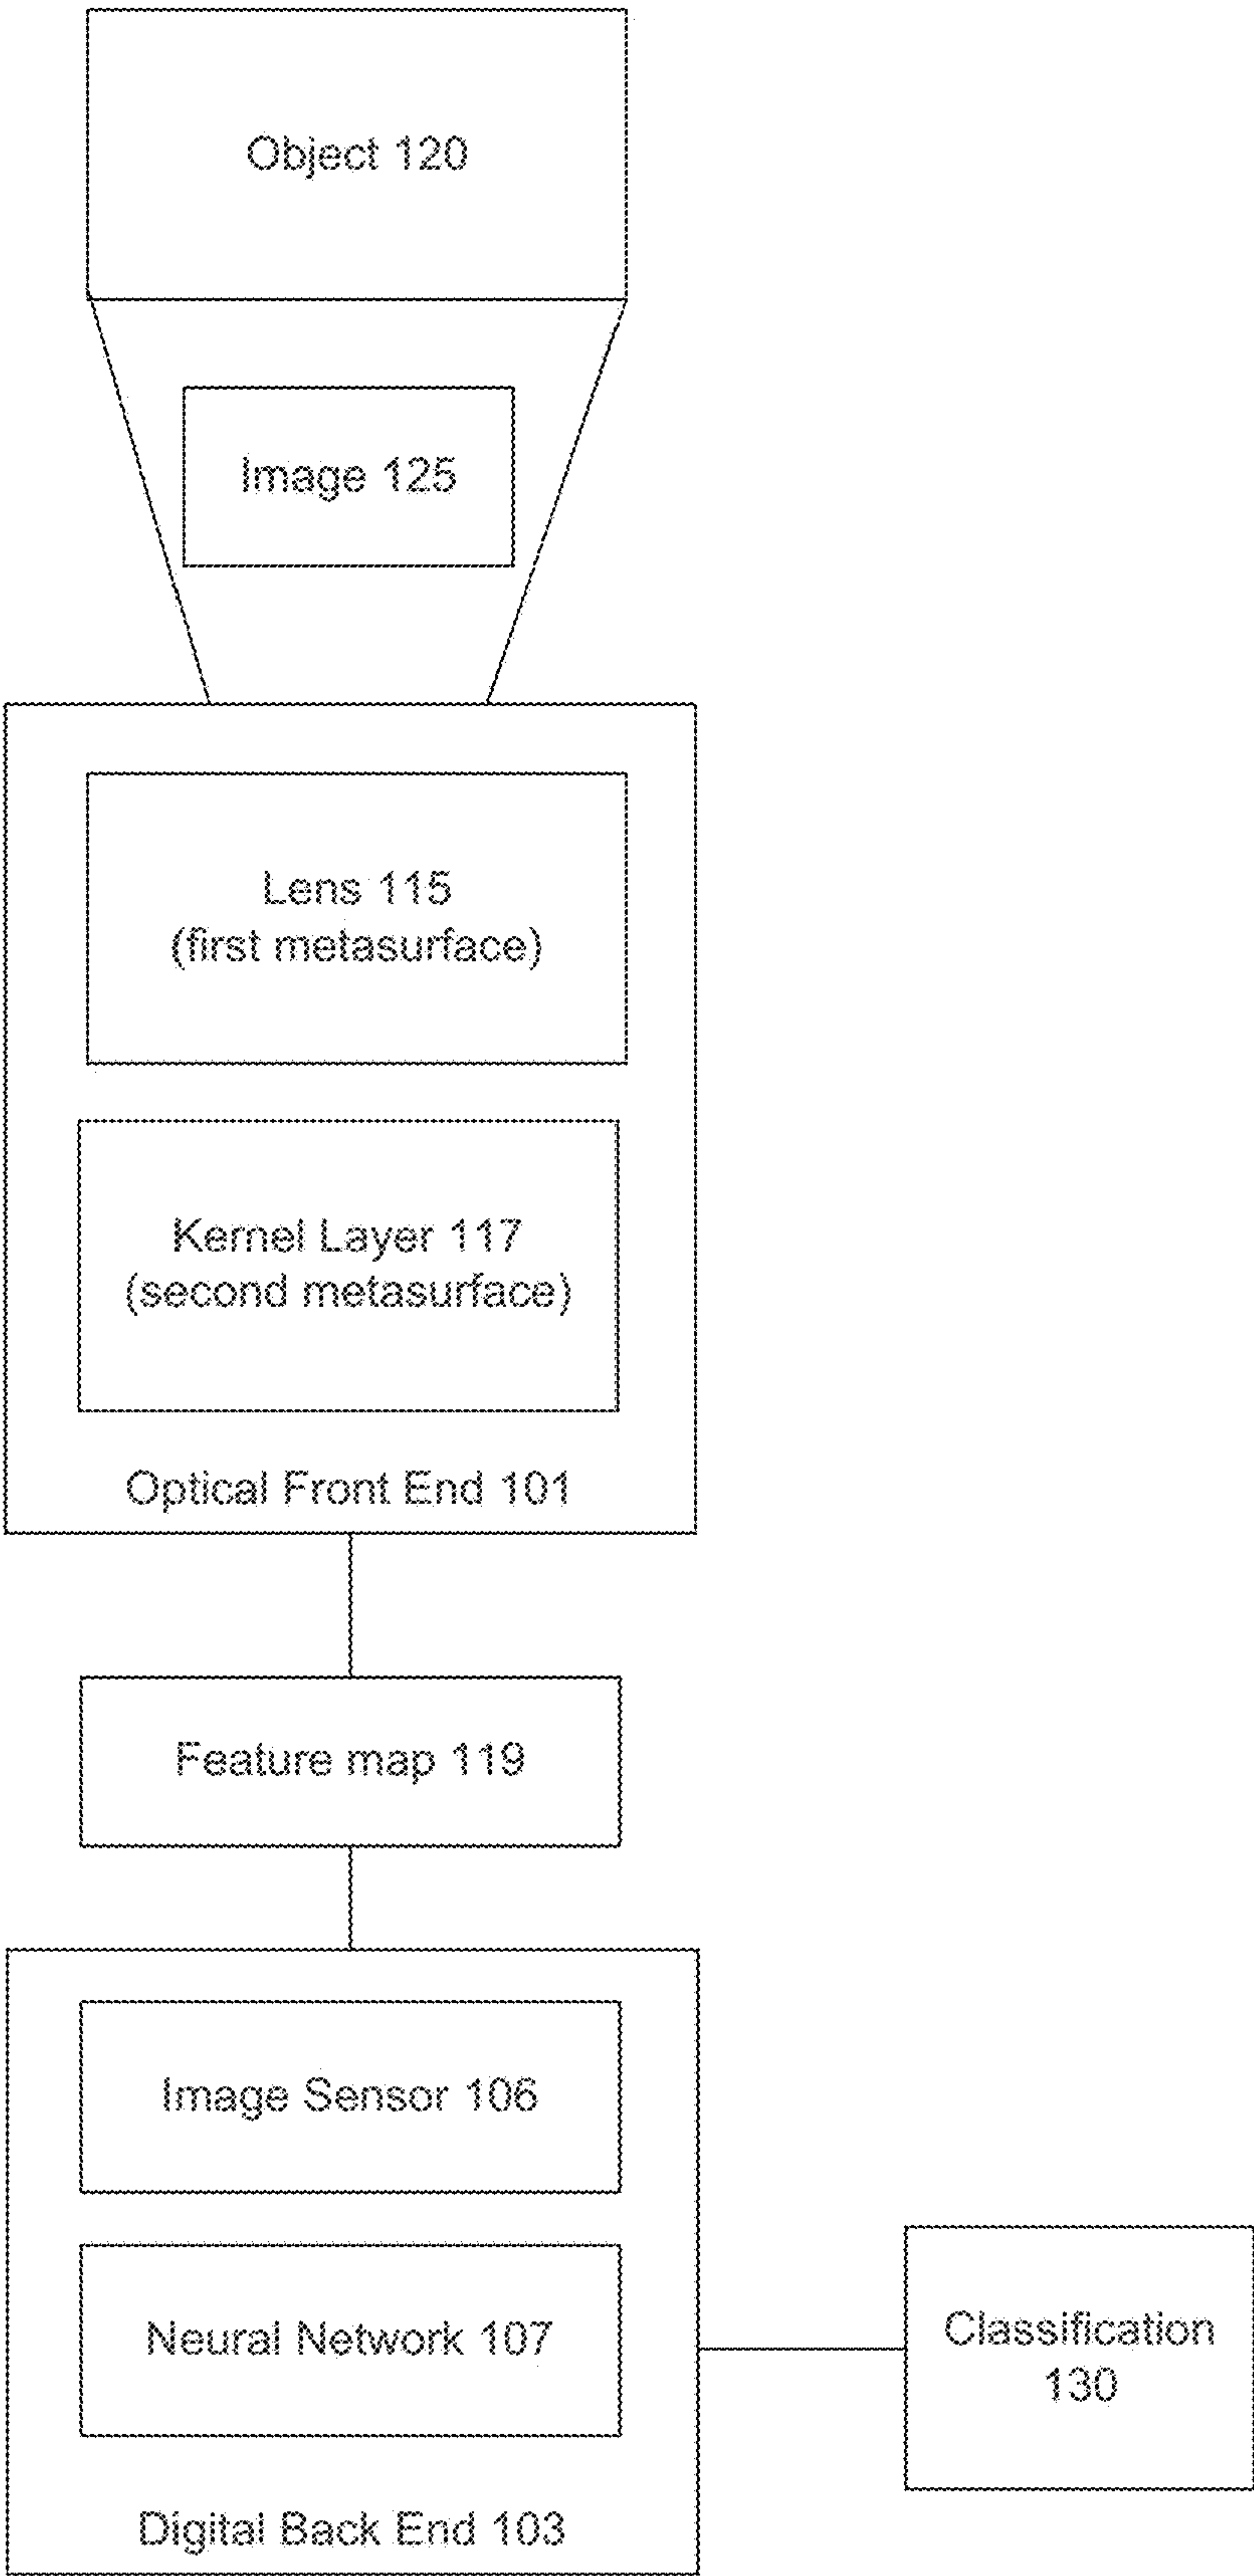 Object 120
Image 125
Lens 115
(first metasurface)
Kernel Layer 117
(second metasurface)
Optical Front End 101
Feature map 119
Image Sensor 106
Neural Network 107
Classification
130
Digital Back End 103